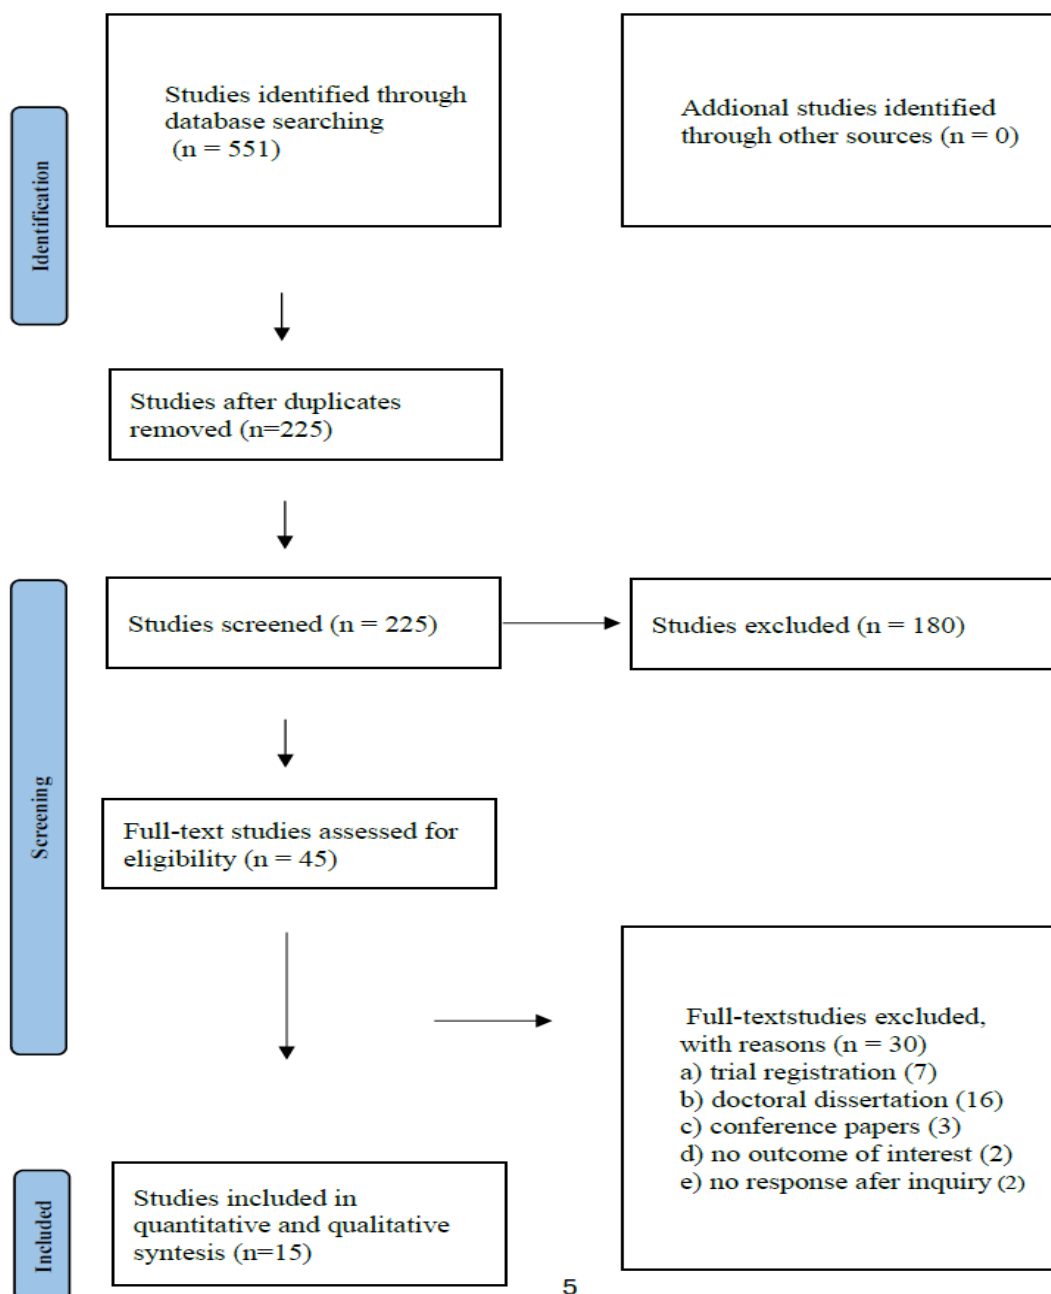 Studies identified through
database searching
(n = 551)
Addional studies identified
through other sources (n = 0)
Identification
Studies after duplicates
removed (n=225)
Studies screened (n = 225)
Studies excluded (n = 180)
Screening
Full-text studies assessed for
eligibility (n = 45)
Full-textstudies excluded,
with reasons (n = 30)
a) trial registration (7)
b) doctoral dissertation (16)
c) conference papers (3)
d) no outcome of interest (2)
e) no response afer inquiry (2)
Included
Studies included in
quantitative and qualitative
syntesis (n=15)
5